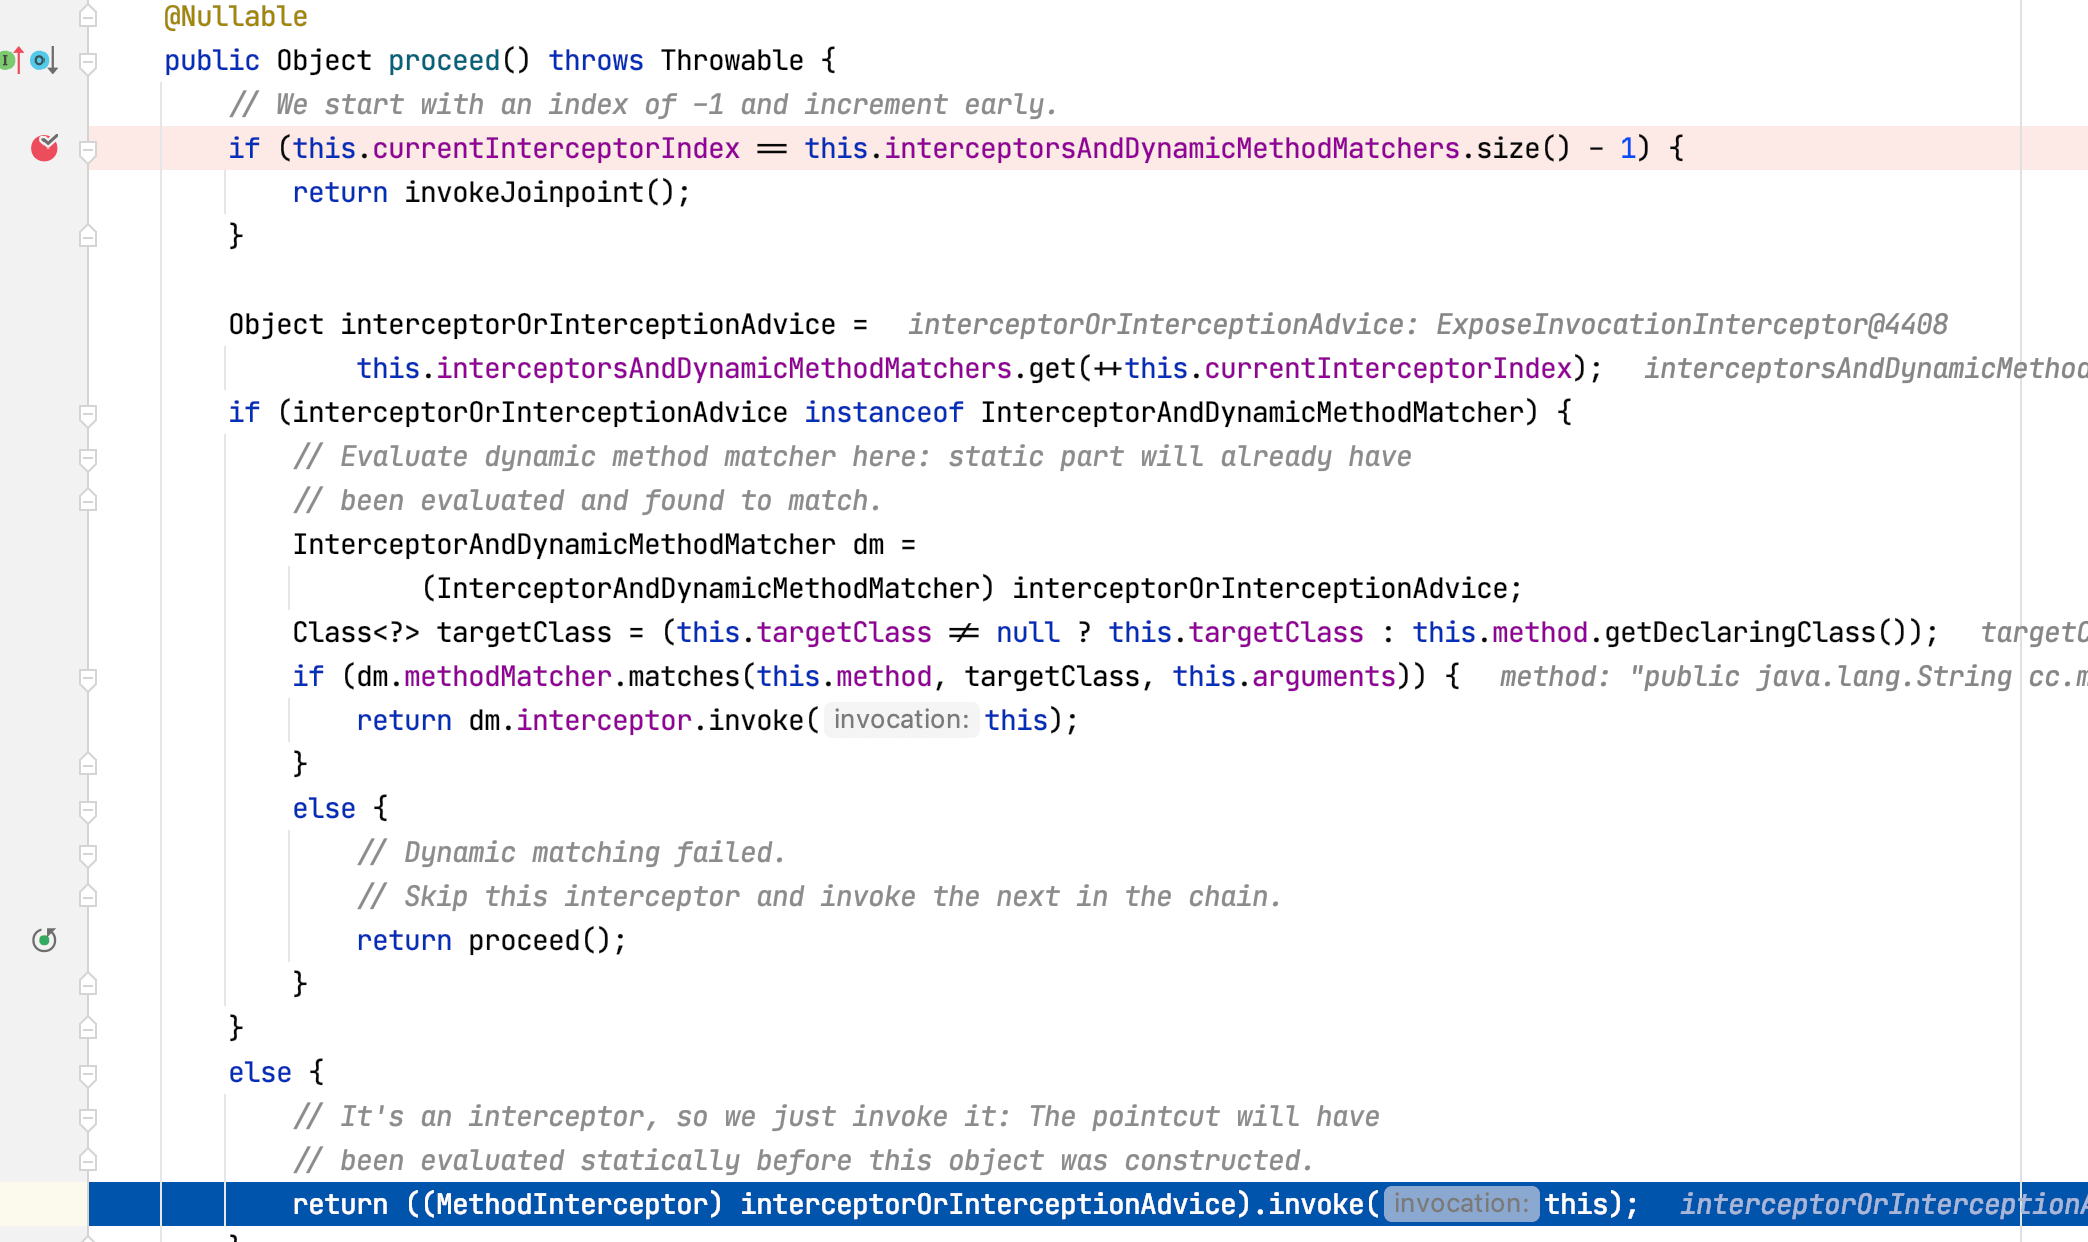 @Nullable
public Object proceed() throws Throwable {
// We start with an index of -1 and increment early.
if (this.currentInterceptorIndex == this.interceptorsAndDynamicMethodMatchers.size() - 1) {
return invokeJoinpoint();
}
Object interceptorOrInterceptionAdvice = interceptorOrInterceptionAdvice: ExposeInvocationInterceptor@4408
this.interceptorsAndDynamicMethodMatchers.get(++this.currentInterceptorIndex); interceptorsAndDynamicMethod
if (interceptorOrInterceptionAdvice instanceof InterceptorAndDynamicMethodMatcher) {
// Evaluate dynamic method matcher here: static part will already have
// been evaluated and found to match.
InterceptorAndDynamicMethodMatcher dm =
(InterceptorAndDynamicMethodMatcher) interceptorOrInterceptionAdvice;
Class<?> targetClass = (this.targetClass != null ? this.targetClass : this.method.getDeclaringClass()); targetC
if (dm.methodMatcher.matches(this.method, targetClass, this.arguments)) { method: "public java.lang.String cc.m
return dm.interceptor.invoke( invocation: this);
}
else {
// Dynamic matching failed.
// Skip this interceptor and invoke the next in the chain.
return proceed();
}
}
else {
// It's an interceptor, so we just invoke it: The pointcut will have
// been evaluated statically before this object was constructed.
return ((MethodInterceptor) interceptorOrInterceptionAdvice).invoke( invocation: this); interceptorOrInterceptionA
}